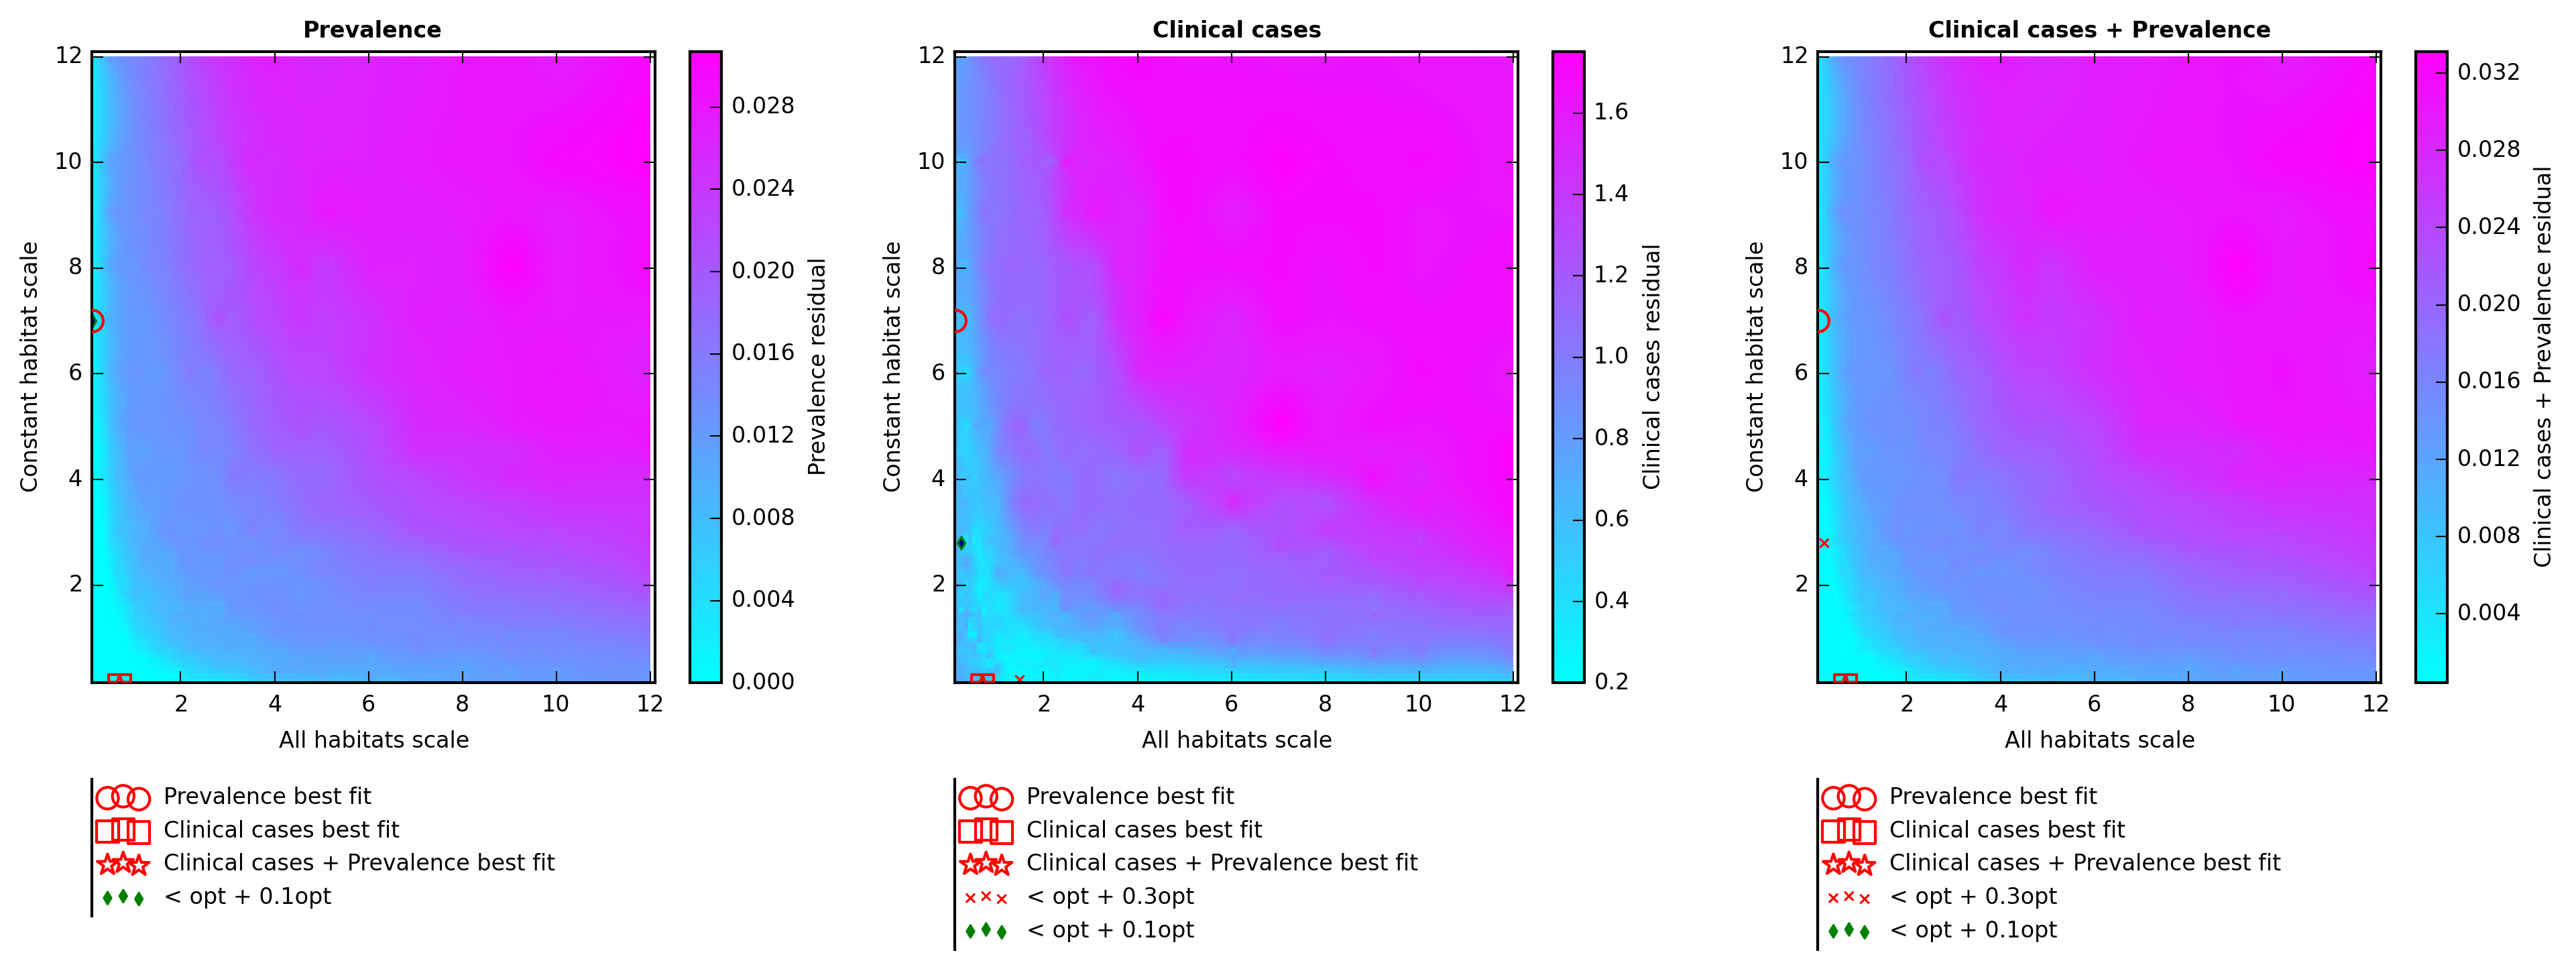 Prevalence
12
10
8
6
4
2
2 4 6 8 10 12
Constant habitat scale
All habitats scale
0.028
0.024
0.020
0.016
0.012
0.008
0.004
0.000
Prevalence residual
Prevalence best fit
Clinical cases best fit
Clinical cases + Prevalence best fit
< opt + 0.1opt
Clinical cases
12
10
8
6
4
2
2 4 6 8 10 12
Constant habitat scale
All habitats scale
1.6
1.4
1.2
1.0
0.8
0.6
0.4
0.2
Clinical cases residual
Prevalence best fit
Clinical cases best fit
Clinical cases + Prevalence best fit
< opt + 0.3opt
< opt + 0.1opt
Clinical cases + Prevalence
12
10
8
6
4
2
2 4 6 8 10 12
Constant habitat scale
All habitats scale
0.032
0.028
0.024
0.020
0.016
0.012
0.008
0.004
Clinical cases + Prevalence residual
Prevalence best fit
Clinical cases best fit
Clinical cases + Prevalence best fit
< opt + 0.3opt
< opt + 0.1opt